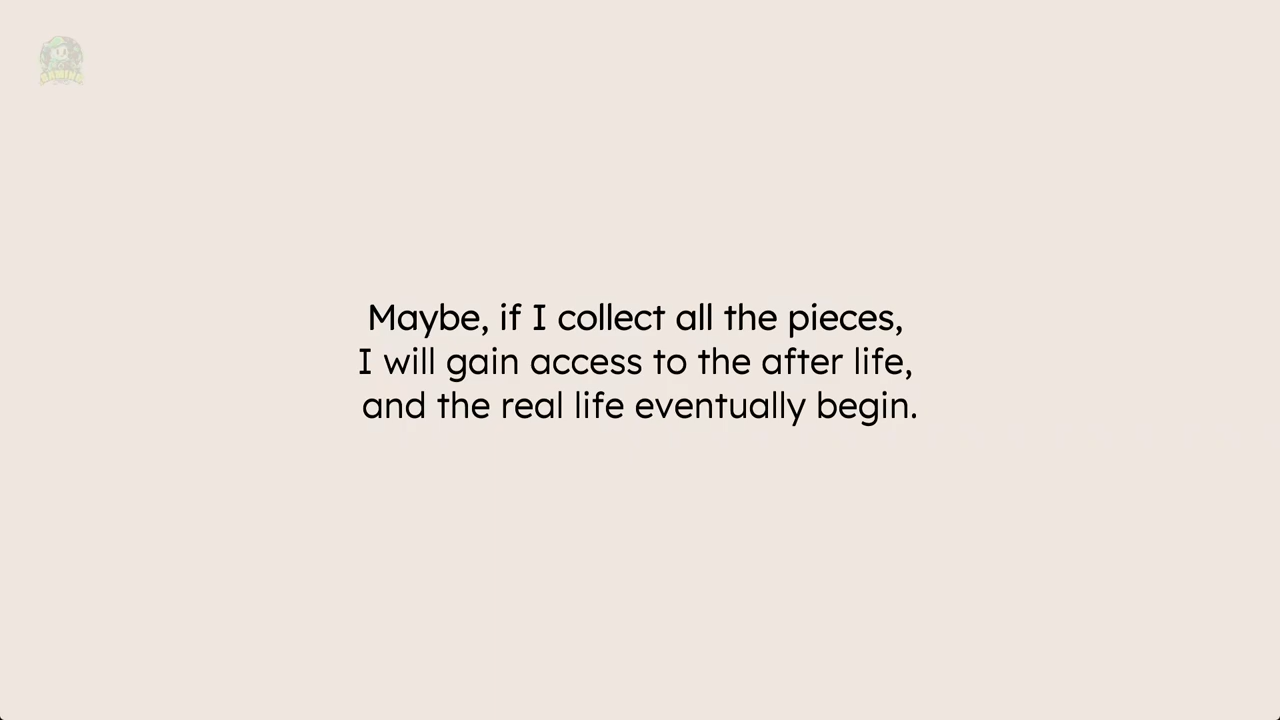 GAMING
Maybe, if I collect all the pieces,
I will gain access to the after life,
and the real life eventually begin.